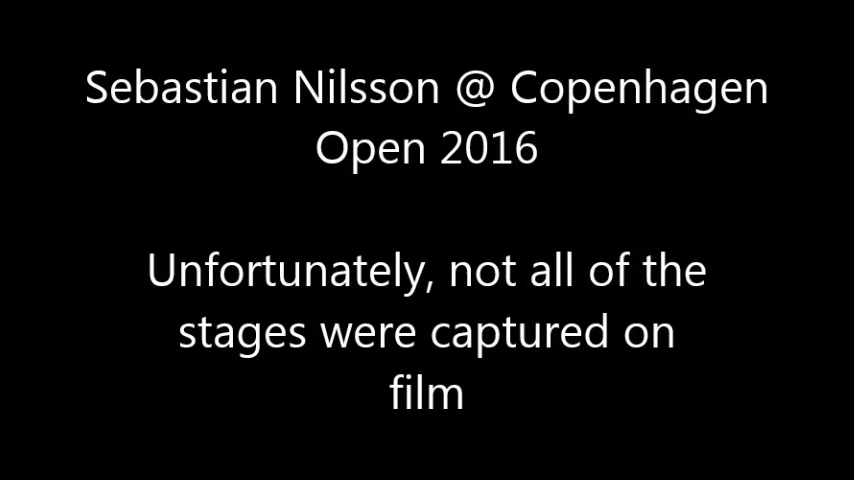 Sebastian Nilsson @ Copenhagen
Open 2016
Unfortunately, not all of the
stages were captured on
film